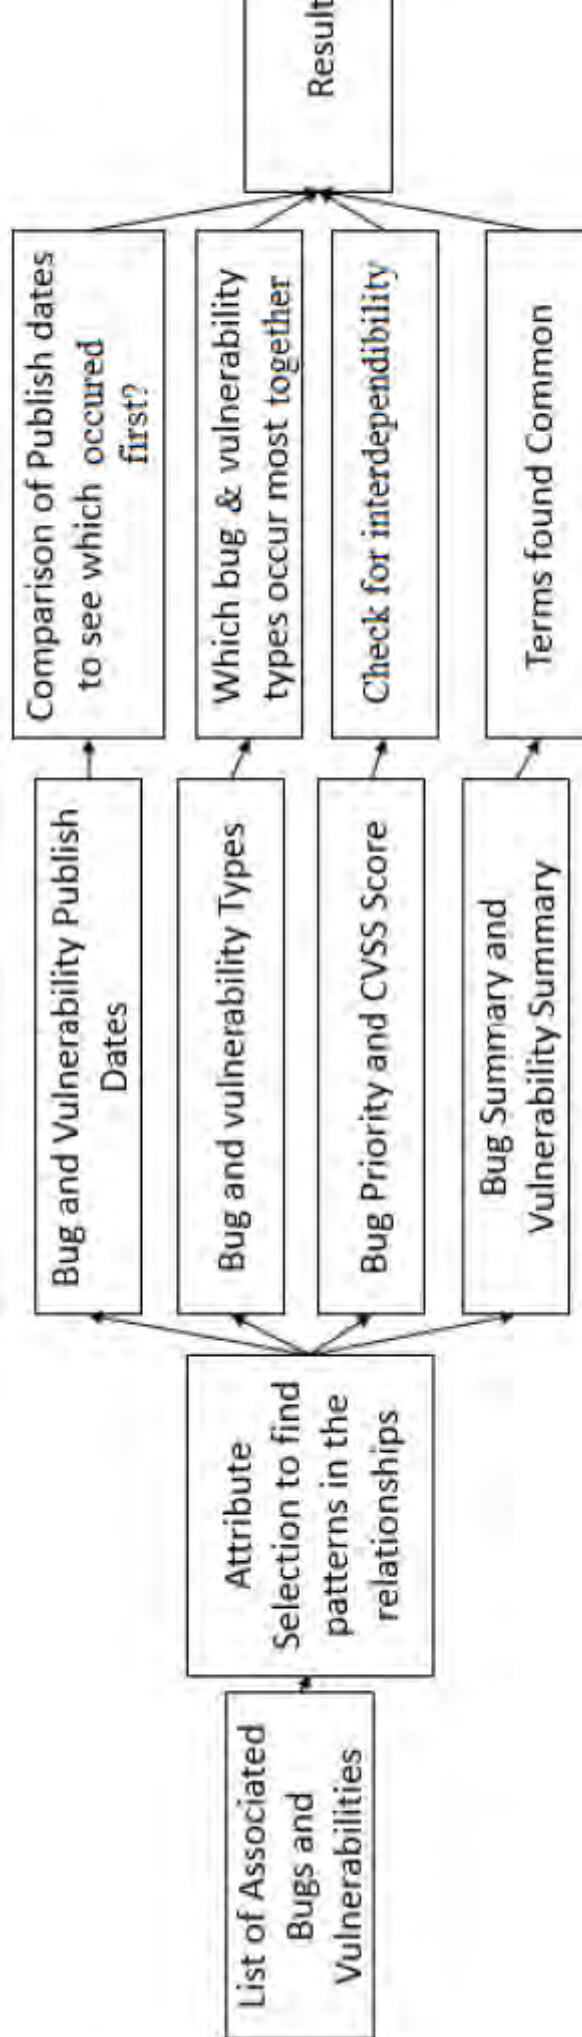 List of Associated
Bugs and
Vulnerabilities
Attribute
Selection to find
patterns in the
relationships
Bug and Vulnerability Publish
Dates
Bug and vulnerability Types
Bug Priority and CVSS Score
Bug Summary and
Vulnerability Summary
Comparison of Publish dates
to see which occured
first?
Which bug & vulnerability
types occur most together
Check for interdependibility
Terms found Common
Result